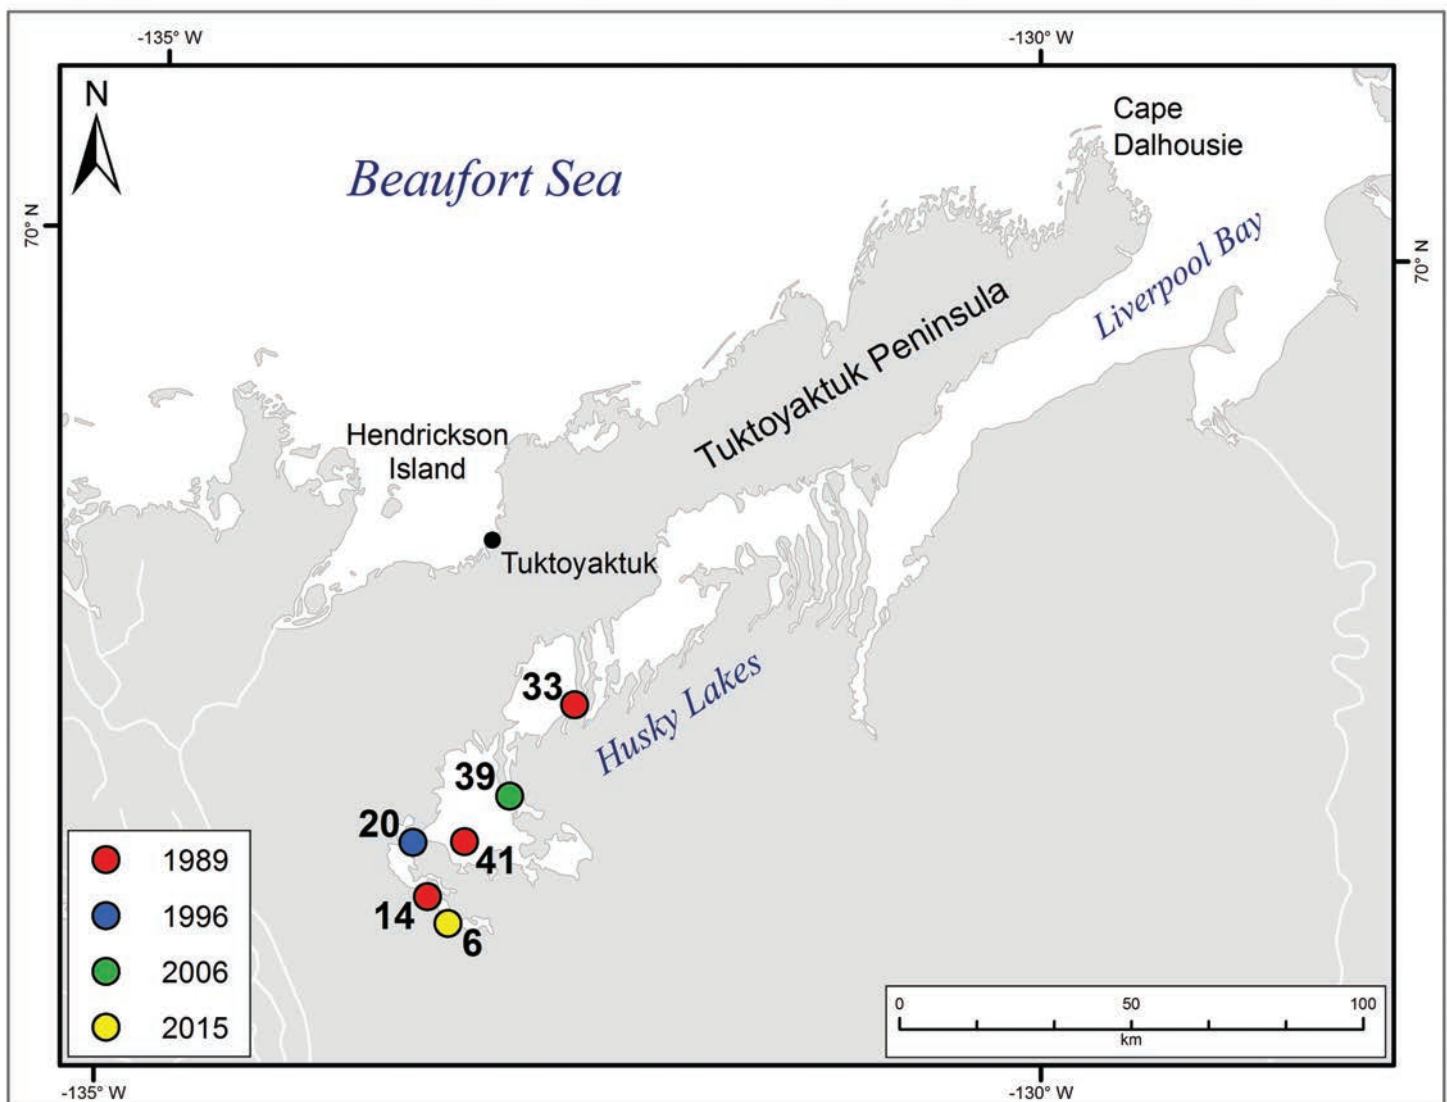 -135° W
-130° W
N
Cape
Dalhousie
Beaufort Sea
70° N
70° N
Liverpool Bay
Tuktoyaktuk Peninsula
Hendrickson
Island
Tuktoyaktuk
33
Husky Lakes
39
20
41
14
6
1989
1996
2006
2015
0
50
100
km
-135° W
-130° W